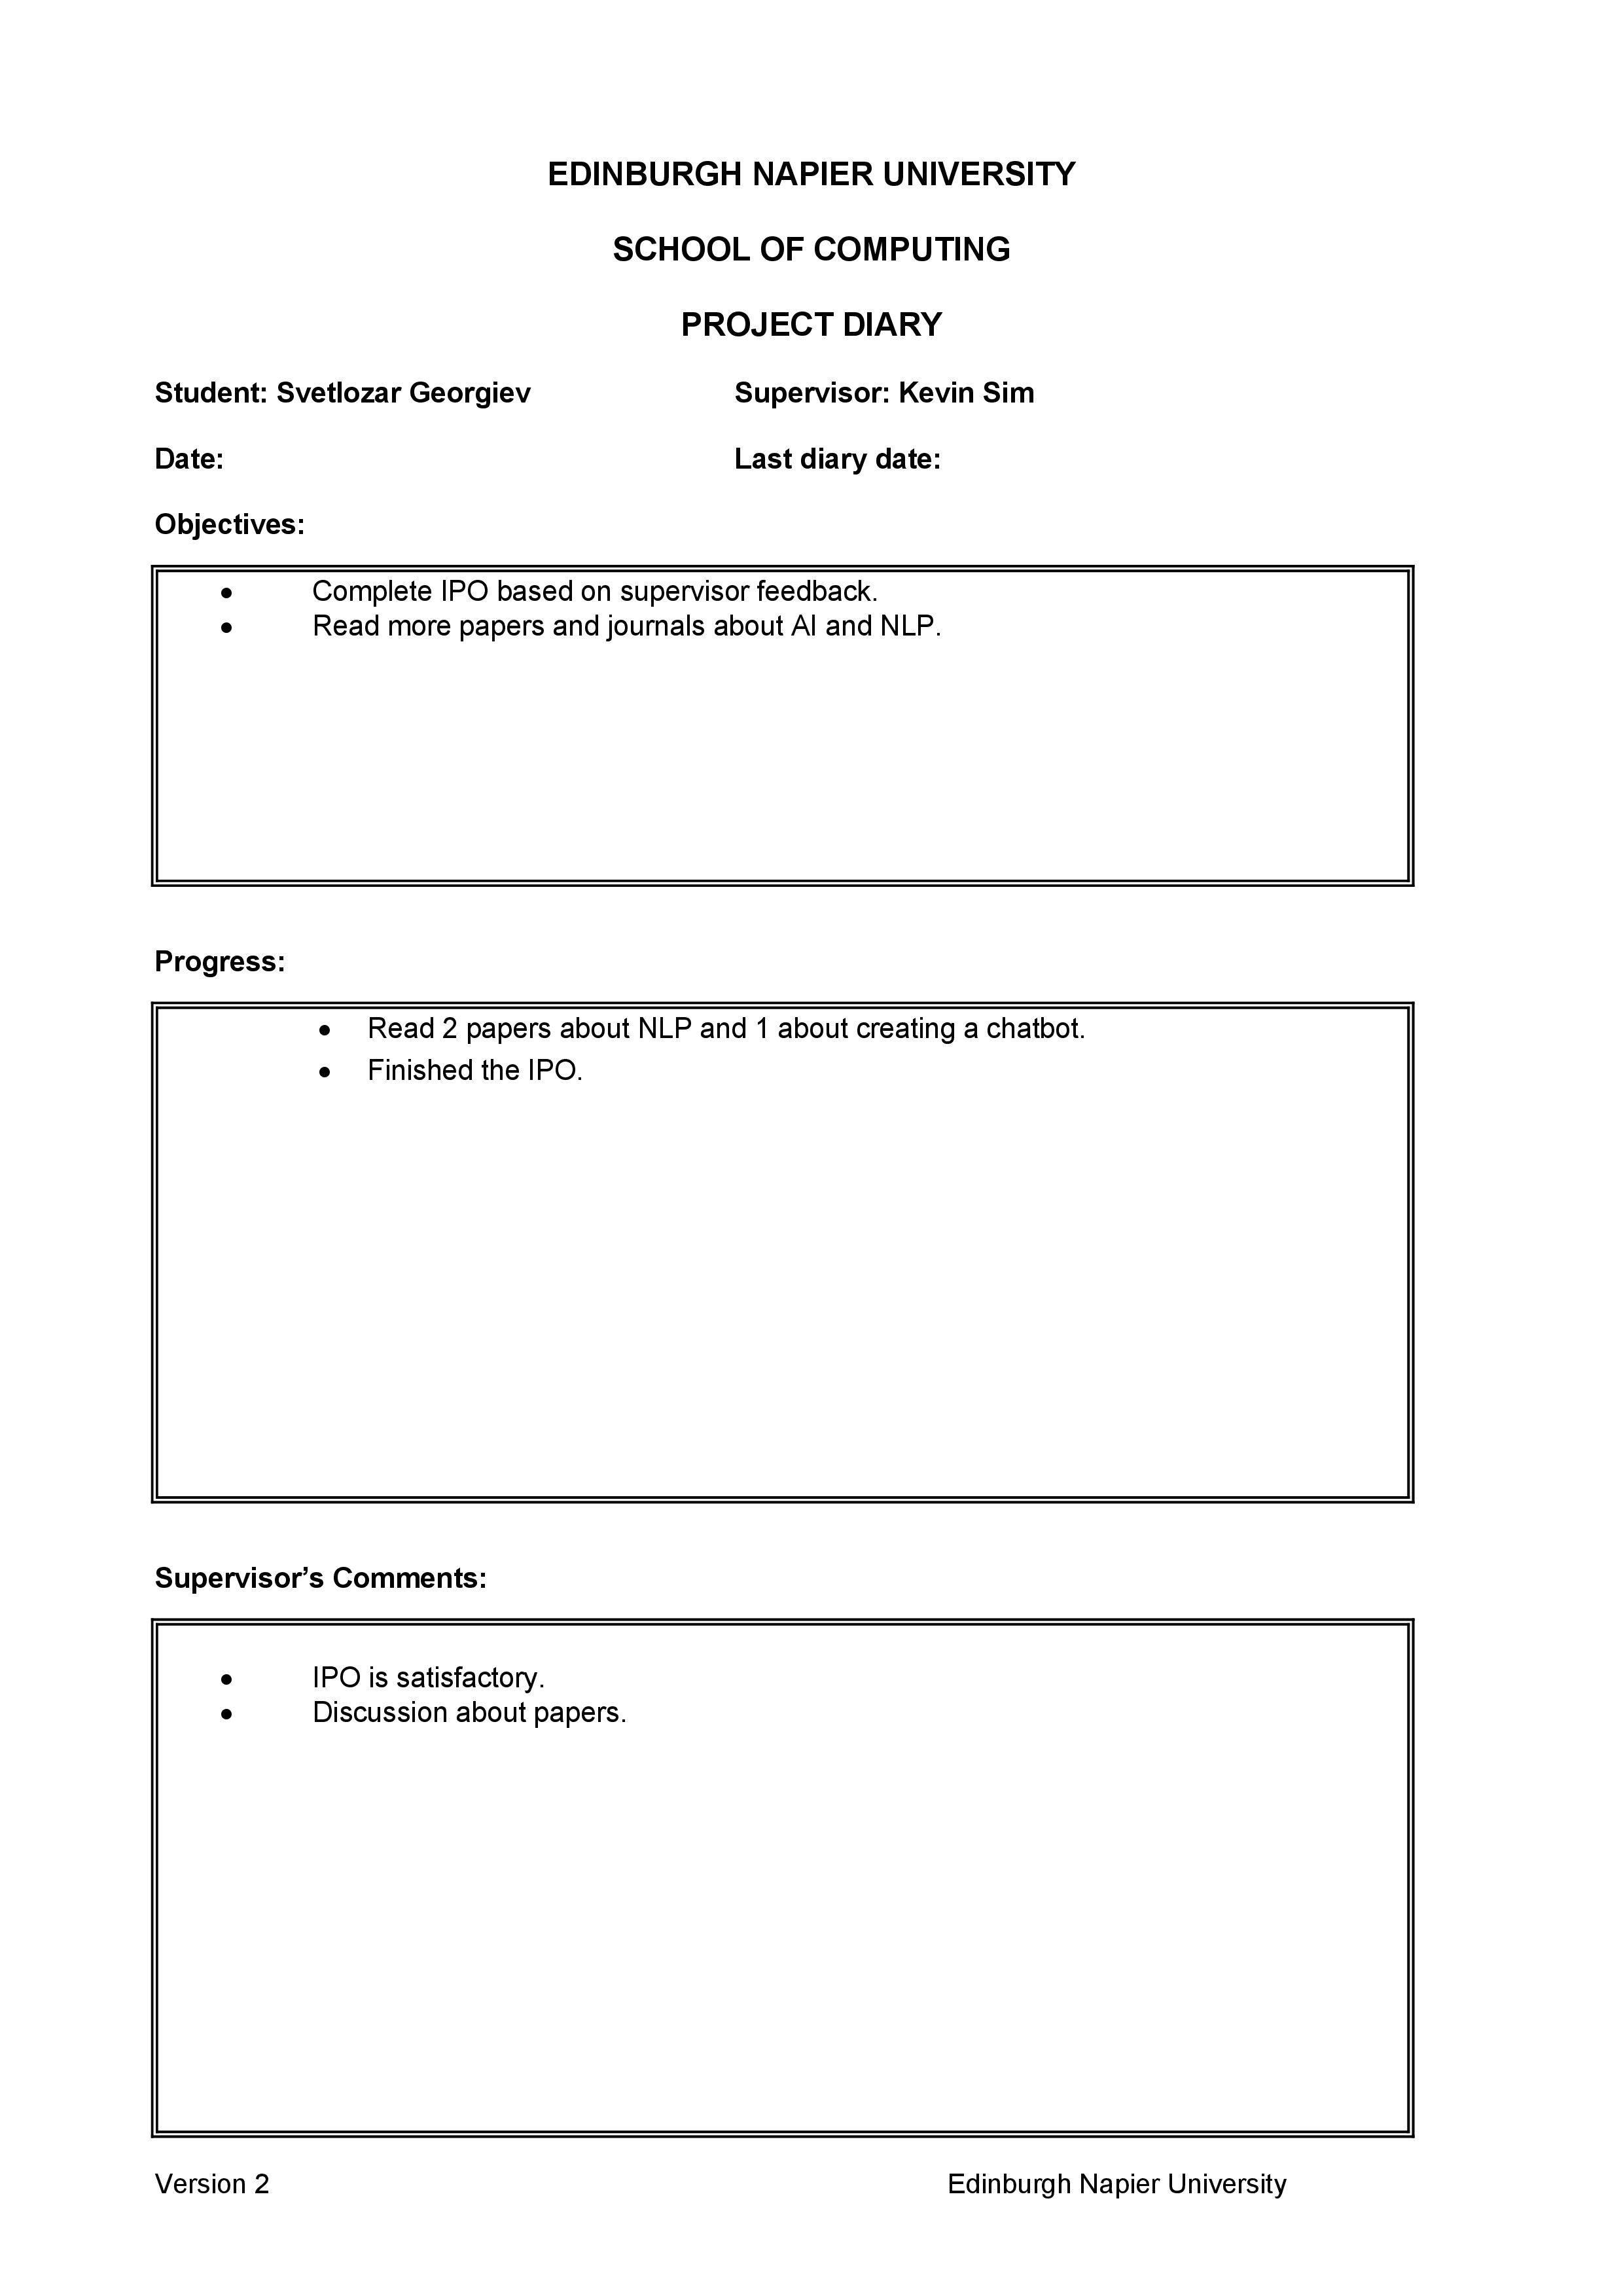 EDINBURGH NAPIER UNIVERSITY
SCHOOL OF COMPUTING
PROJECT DIARY
Student: Svetlozar Georgiev Supervisor: Kevin Sim
Date: Last diary date:
Objectives:
• Complete IPO based on supervisor feedback.
• Read more papers and journals about AI and NLP.
Progress:
• Read 2 papers about NLP and 1 about creating a chatbot.
• Finished the IPO.
Supervisor’s Comments:
• IPO is satisfactory.
• Discussion about papers.
Version 2 Edinburgh Napier University